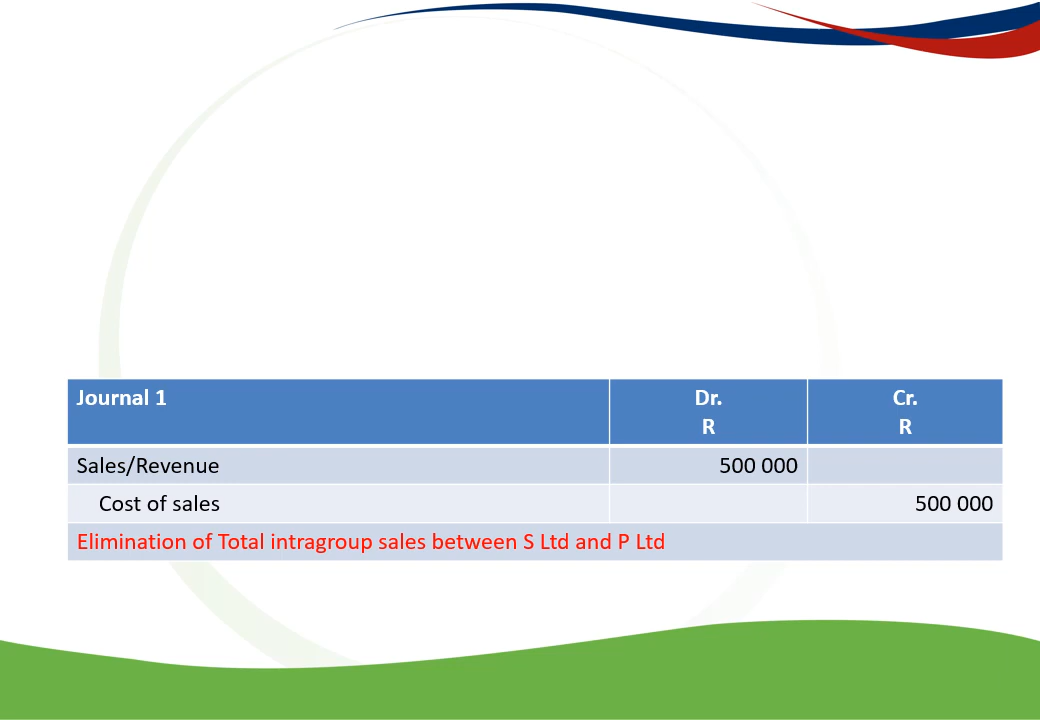 Journal 1 Dr. Cr.
R R
Sales/Revenue 500 000
Cost of sales 500 000
Elimination of Total intragroup sales between S Ltd and P Ltd